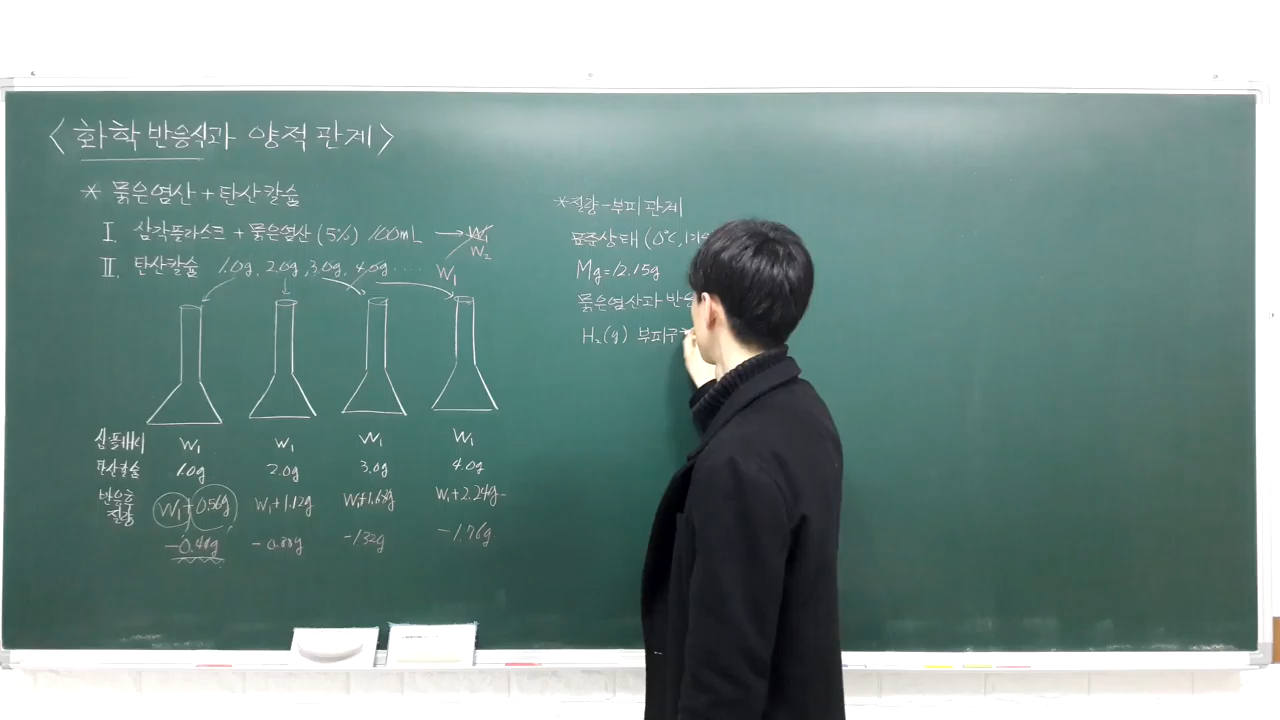 <화학 반응식과 양적 관계>
* 묽은염산 + 탄산칼슘
I. 삼각플라스크 + 묽은염산 (5%) 100mL → W₁
W₂
II. 탄산칼슘 1.0g, 2.0g, 3.0g, 4.0g ····· W₁
W₁ W₁ W₁ W₁
탄산칼슘 1.0g 2.0g 3.0g 4.0g
반응후 질량 W₁+0.56g W₁+1.12g W₁+1.68g W₁+2.24g
-0.44g -0.88g -1.32g -1.76g
* 질량-부피 관계
표준상태 (0℃, 1기압
Mg = 12.15g
묽은염산과 반응
H₂(g) 부피구